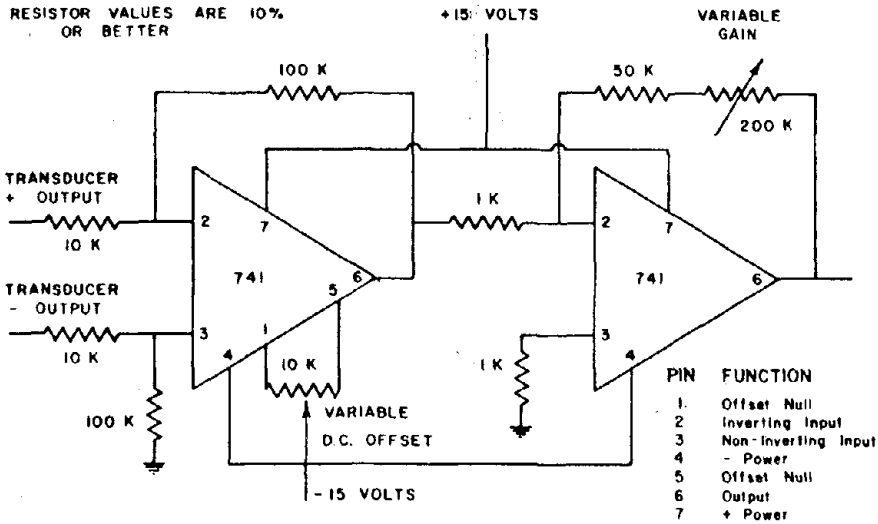 RESISTOR VALUES ARE 10%
OR BETTER
+15 VOLTS
VARIABLE
GAIN
100 K
50 K
200 K
TRANSDUCER
+ OUTPUT
10 K
2
7
741
6
5
1 K
2
7
741
6
TRANSDUCER
- OUTPUT
10 K
3
4
1
10 K
100 K
VARIABLE
D.C. OFFSET
-15 VOLTS
1 K
3
4
PIN FUNCTION
1. Offset Null
2 Inverting Input
3 Non-Inverting Input
4 - Power
5 Offset Null
6 Output
7 + Power